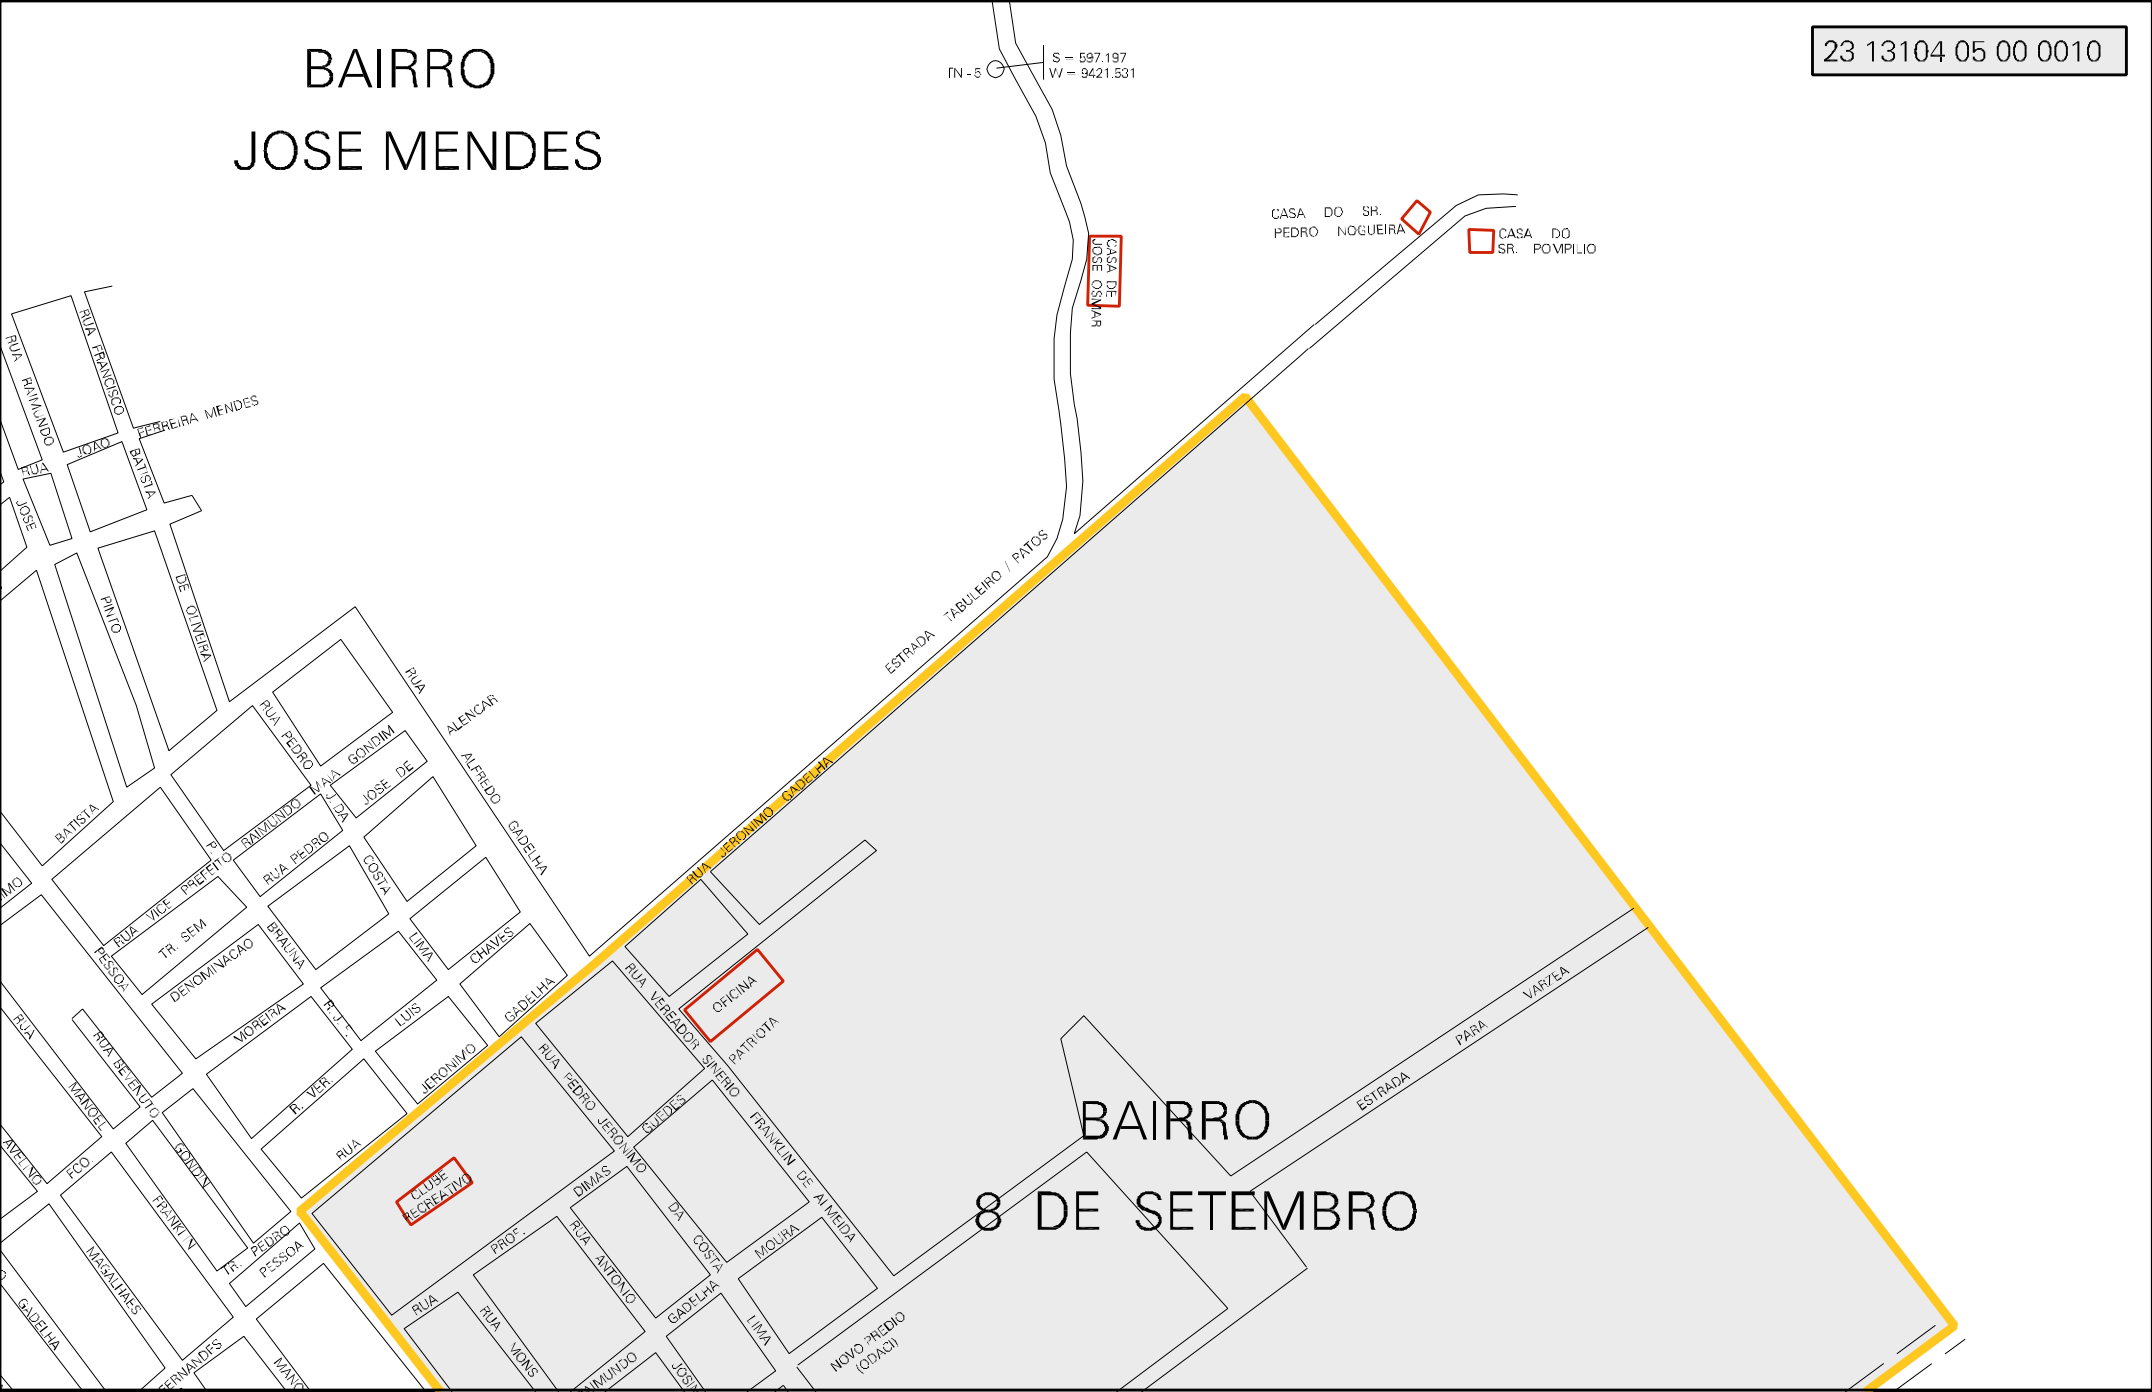 BAIRRO
JOSE MENDES
S = 597.197
W = 9421.531
23 13104 05 00 0010
CASA DO SR.
PEDRO NOGUEIRA
CASA DO
SR. POMPILIO
CASA DE
JOSE OSMAR
RUA FRANCISCO
BATISTA
DE OLIVEIRA
RUA RAIMUNDO
PINTO
RUA JOAO
FERREIRA MENDES
JOSE
ESTRADA TABULEIRO / PATOS
RUA
ALFREDO
GADELHA
ALENCAR
RUA PEDRO
J. DA
COSTA
LIMA
RUA VICE PREFEITO RAIMUNDO MAIA GONDIM
JOSE DE
RUA PEDRO
BATISTA
TR. SEM
DENOMINACAO
PESSOA
BRAUNA
MOREIRA
LUIS
CHAVES
R. VER.
RUA JERONIMO GADELHA
RUA JERONIMO GADELHA
RUA BEVENUTO
GONDIN
RUA
MANOEL
AVELINO
FCO.
FRANKLIN
MAGALHAES
GADELHA
TR. PEDRO
PESSOA
FERNANDES
RUA VEREADOR SINERIO FRANKLIN DE ALMEIDA
OFICINA
PATRIOTA
GUEDES
DIMAS
PROF.
RUA
RUA PEDRO JERONIMO
DA
COSTA
LIMA
CLUBE
RECREATIVO
RUA ANTONIO
RUA MONS
MOURA
GADELHA
NOVO PREDIO
(ODACI)
ESTRADA PARA VARZEA
BAIRRO
8 DE SETEMBRO